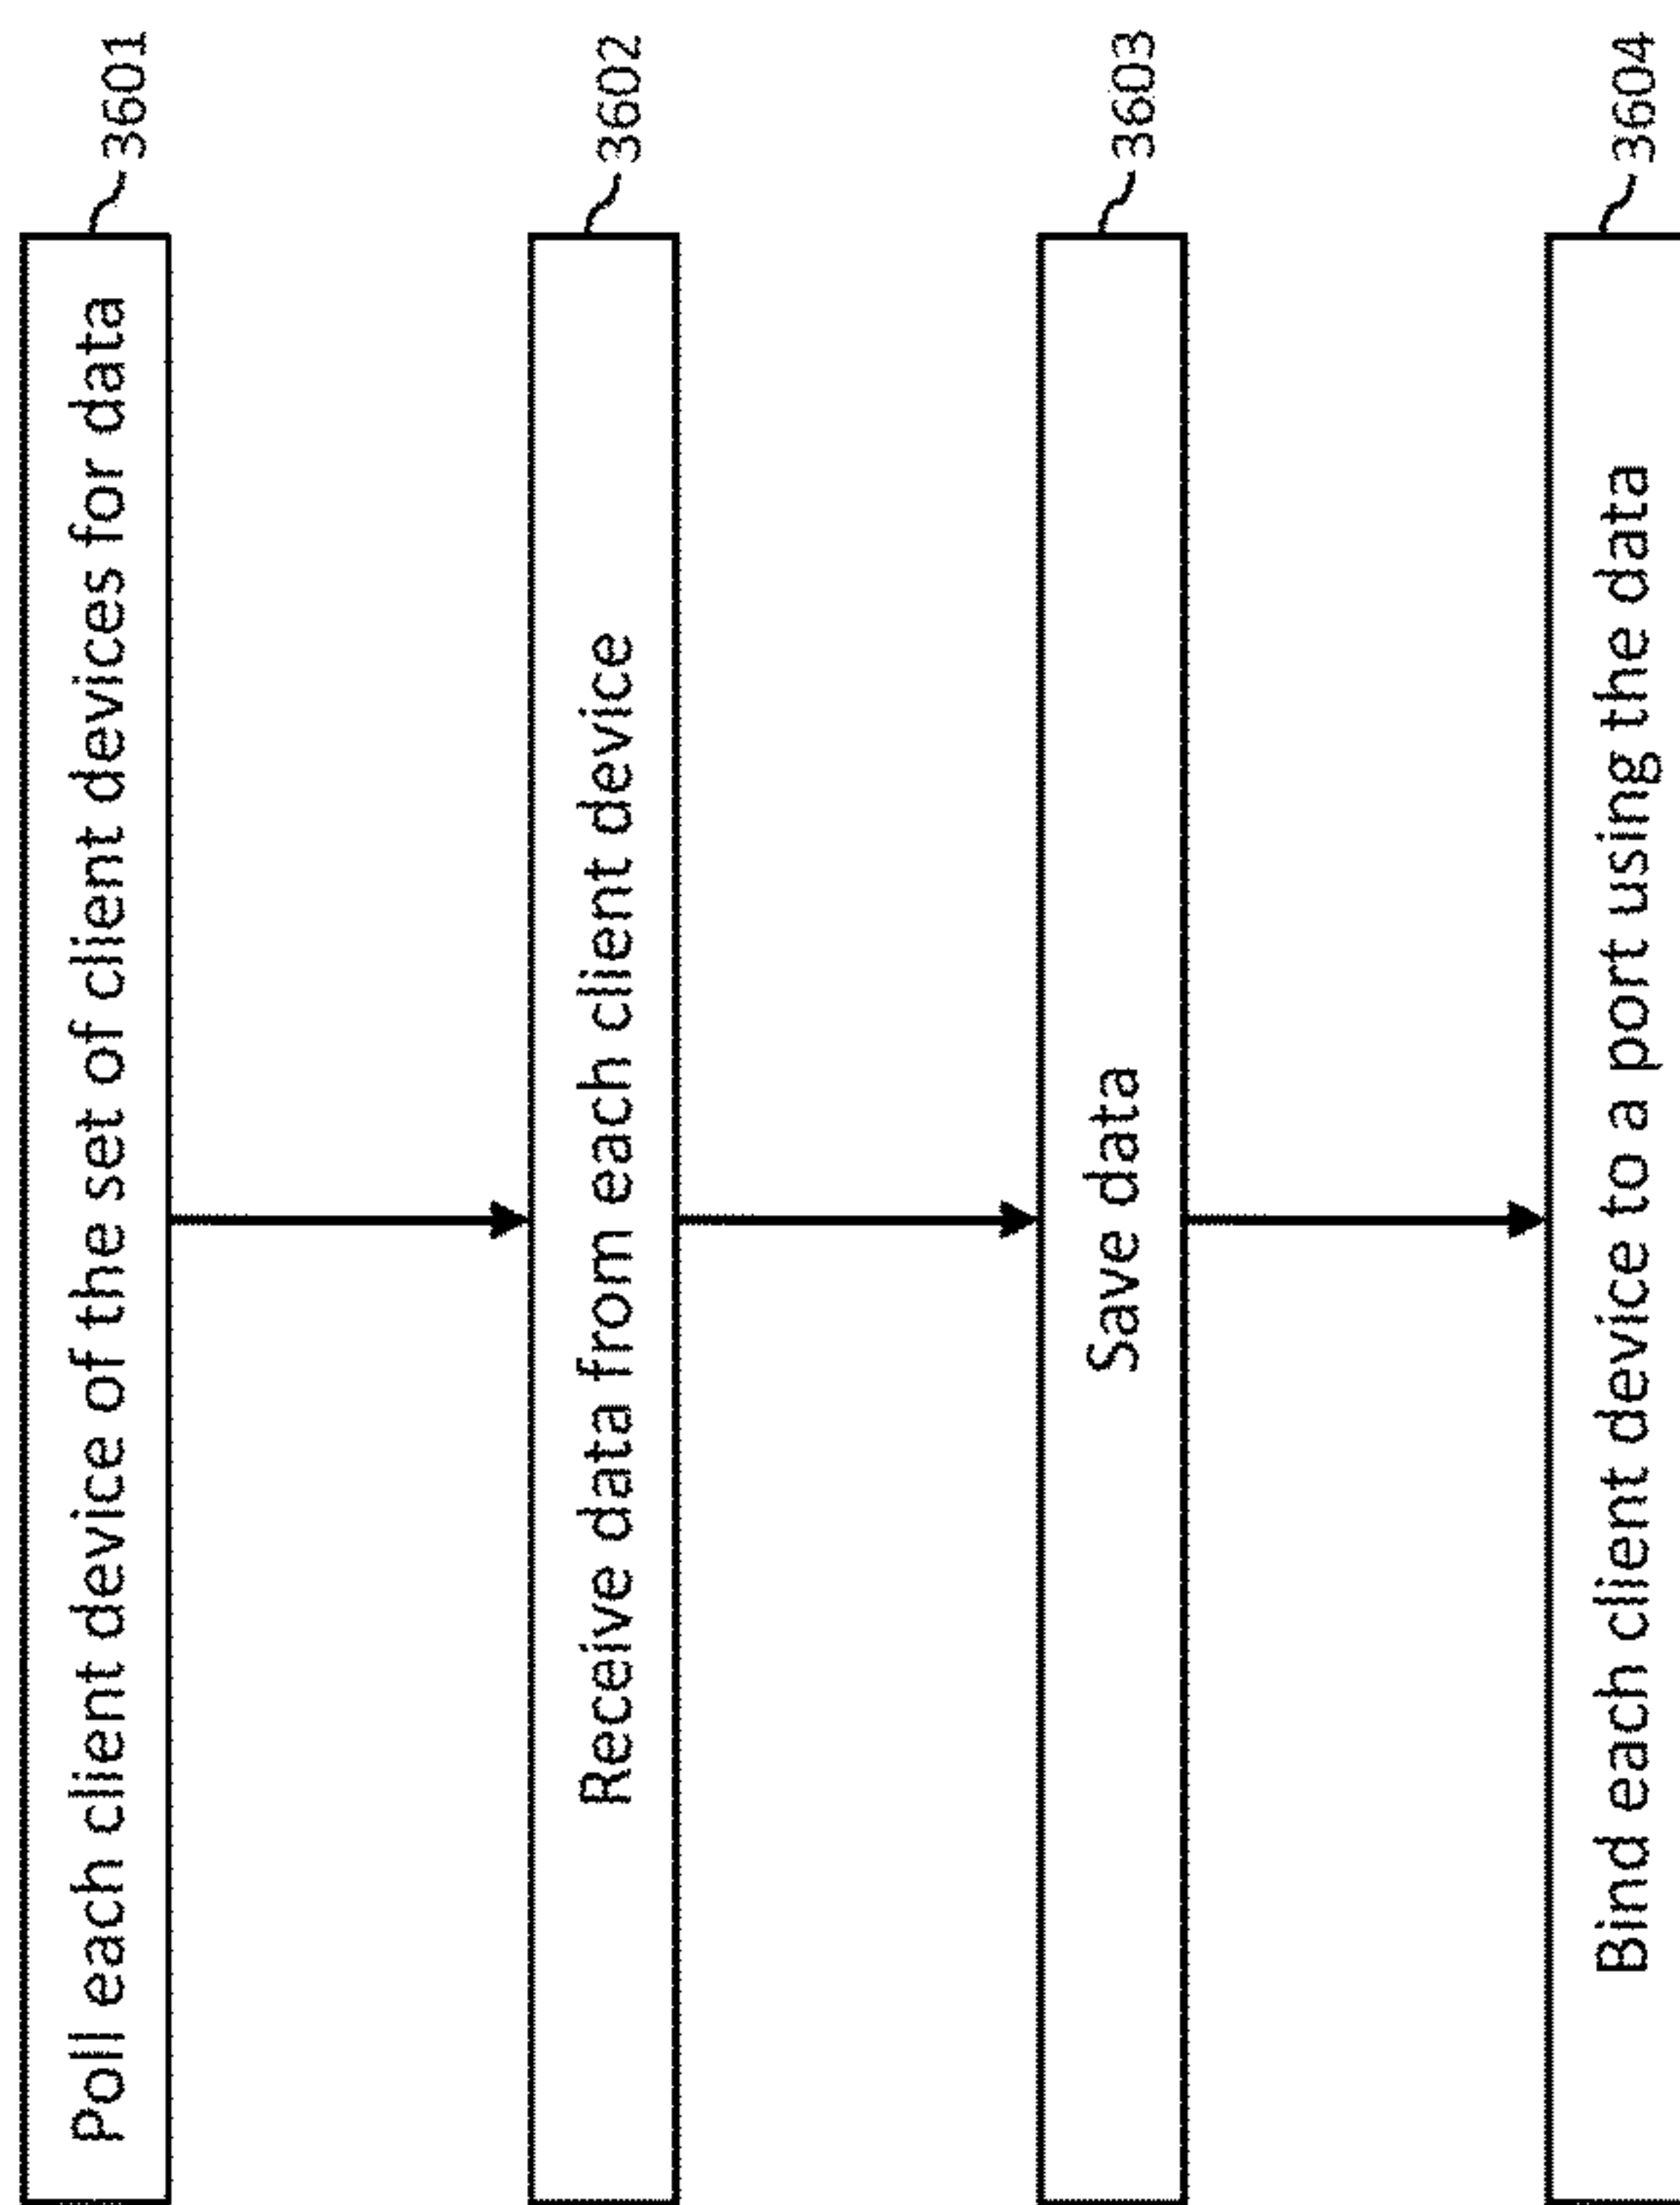 Poll each client device of the set of client devices for data
3601
Receive data from each client device
3602
Save data
3603
Bind each client device to a port using the data
3604